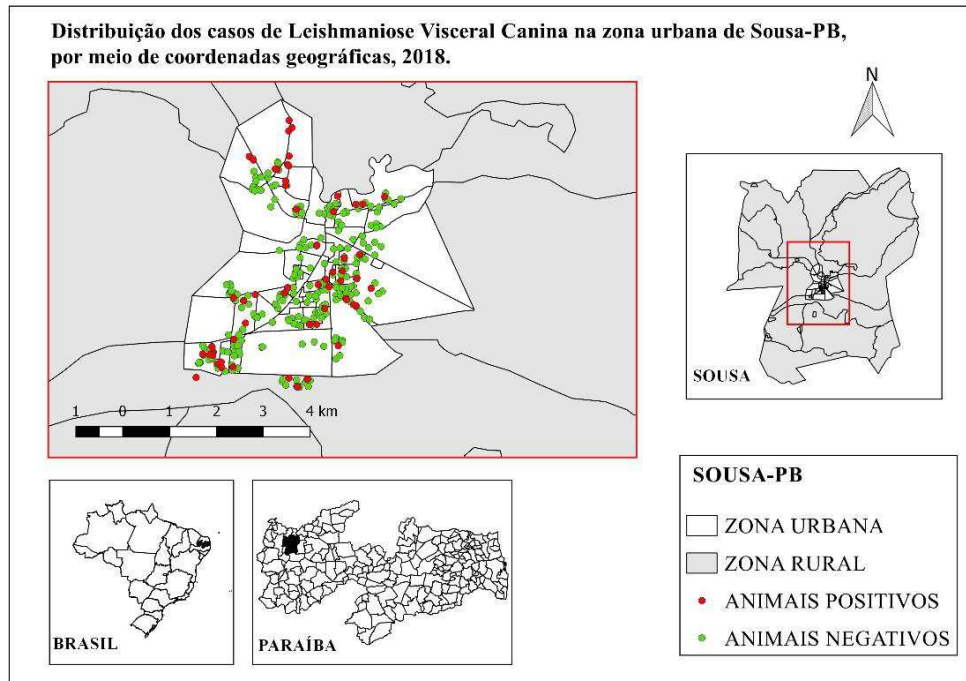 Distribuição dos casos de Leishmaniose Visceral Canina na zona urbana de Sousa-PB,
por meio de coordenadas geográficas, 2018.
N
1 0 1 2 3 4 km
SOUSA
SOUSA-PB
ZONA URBANA
ZONA RURAL
ANIMAIS POSITIVOS
ANIMAIS NEGATIVOS
BRASIL
PARAÍBA